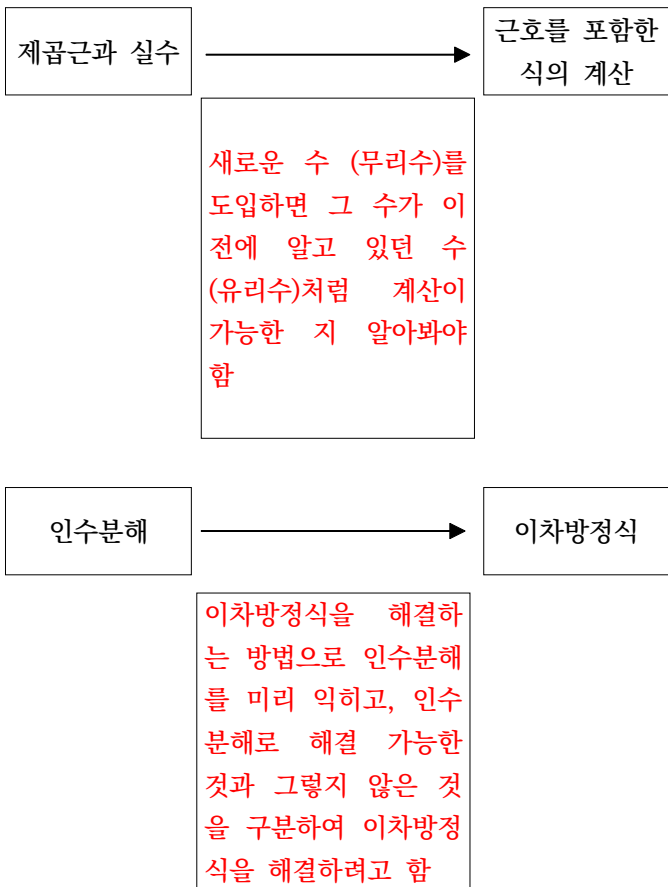 제곱근과 실수
근호를 포함한
식의 계산
새로운 수 (무리수)를
도입하면 그 수가 이
전에 알고 있던 수
(유리수)처럼 계산이
가능한 지 알아봐야
함
인수분해
이차방정식
이차방정식을 해결하
는 방법으로 인수분해
를 미리 익히고, 인수
분해로 해결 가능한
것과 그렇지 않은 것
을 구분하여 이차방정
식을 해결하려고 함